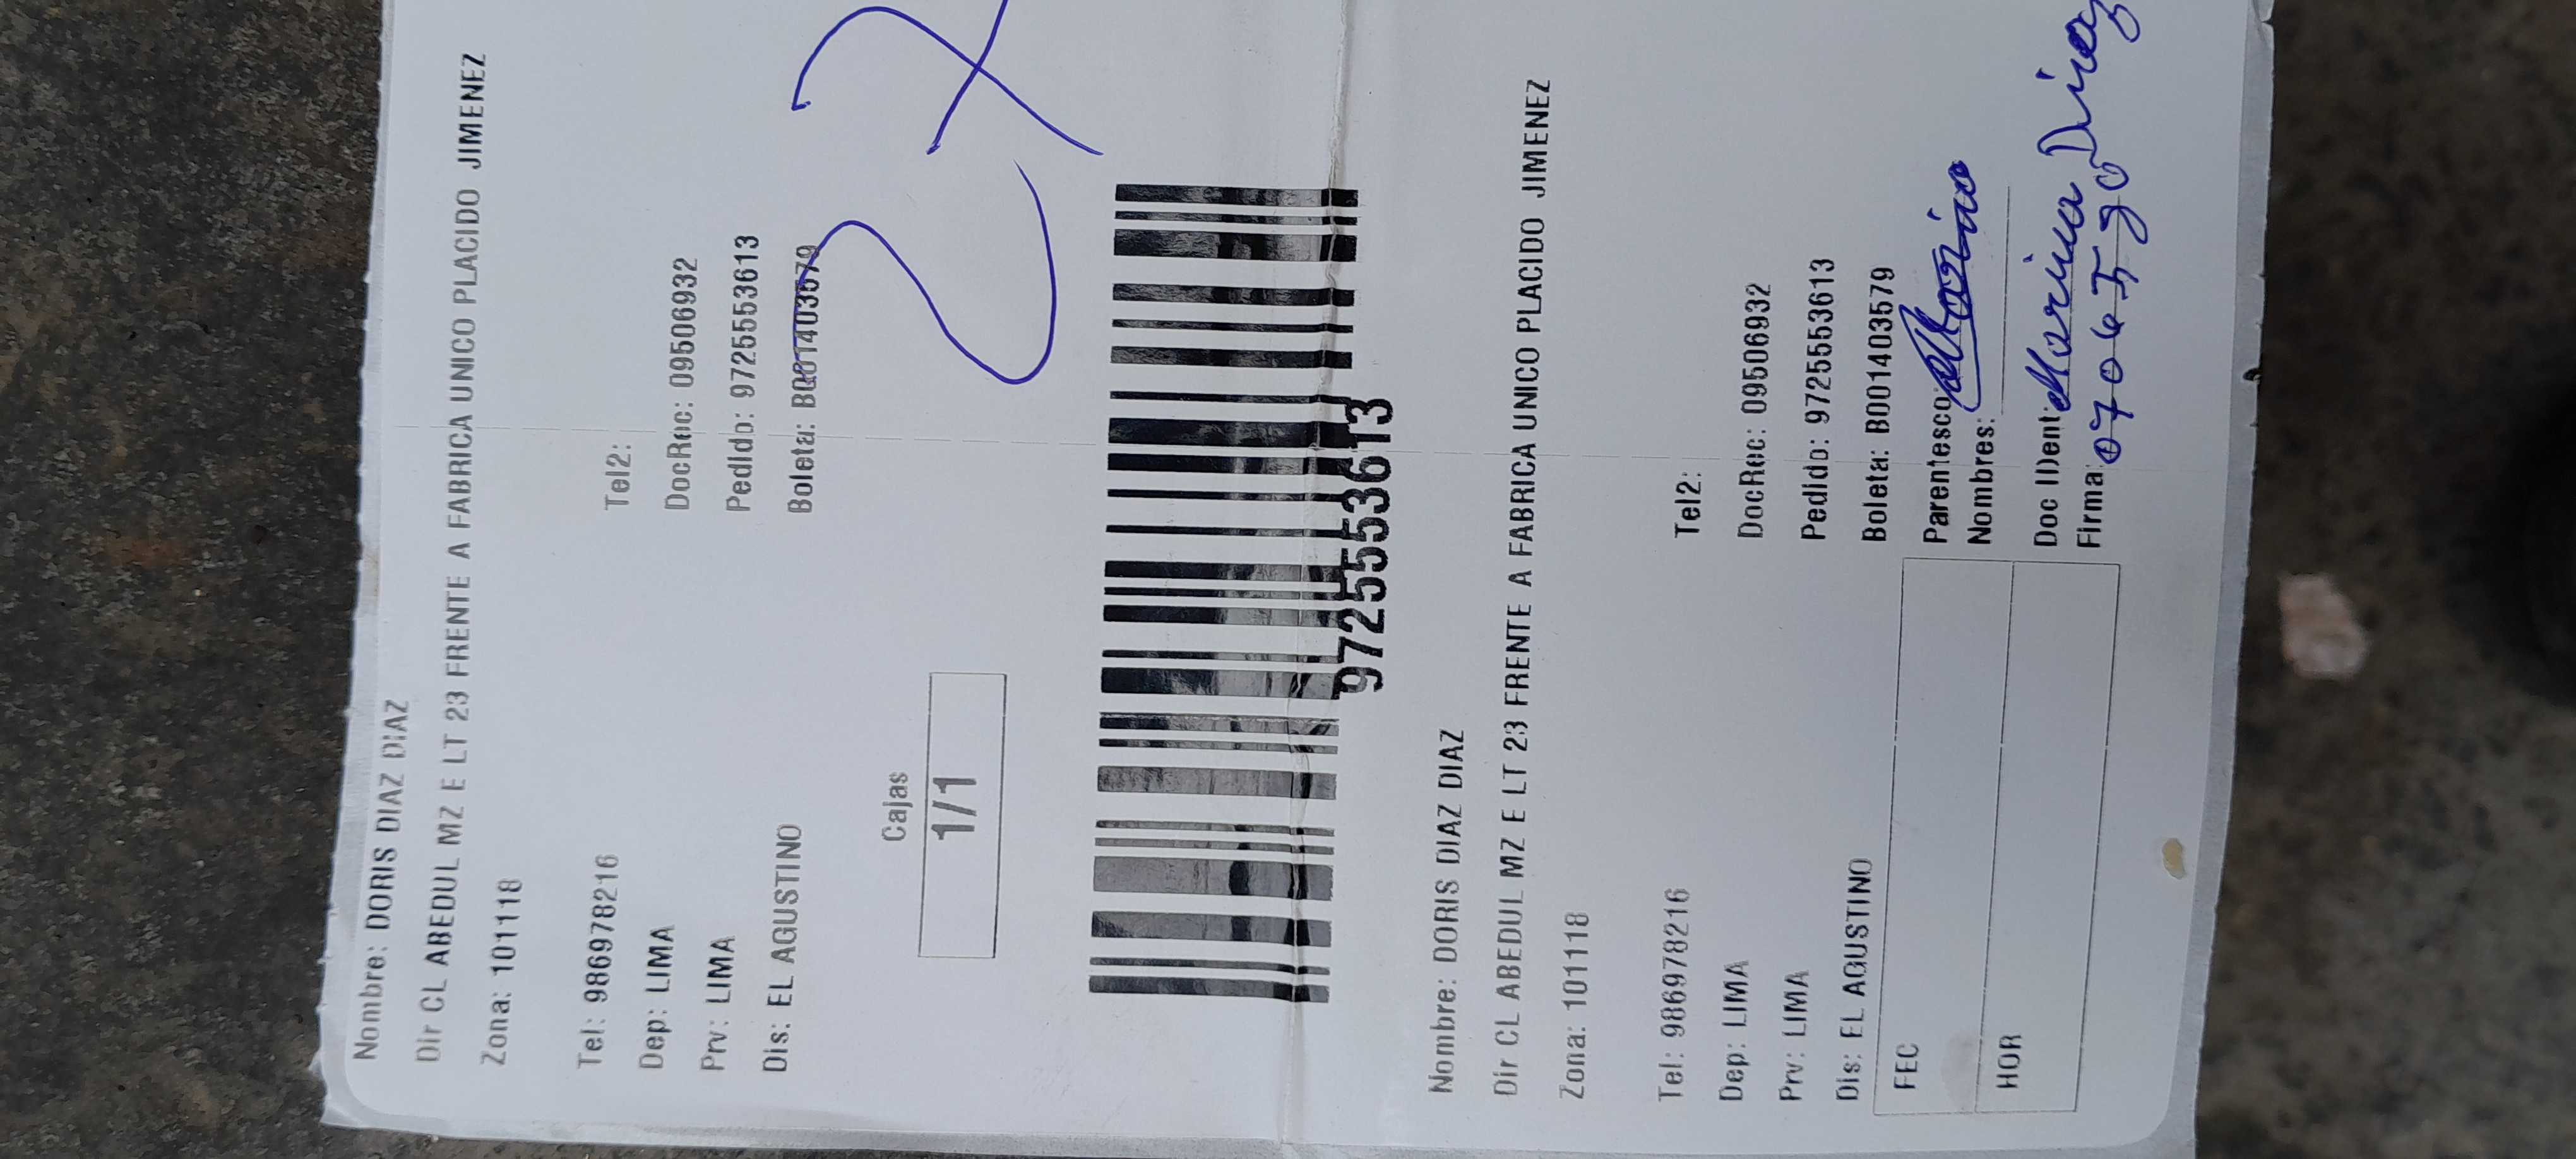 Nombre: DORIS DIAZ DIAZ
Dir CL ABEDUL MZ E LT 23 FRENTE A FABRICA UNICO PLACIDO JIMENEZ
Zona: 101118
Tel: 986978216 Tel2:
Dep: LIMA DocRec: 09506932
Prv: LIMA Pedido: 9725553613
Dis: EL AGUSTINO Boleta: B001403579
27
Cajas
1/1
9725553613
Nombre: DORIS DIAZ DIAZ
Dir CL ABEDUL MZ E LT 23 FRENTE A FABRICA UNICO PLACIDO JIMENEZ
Zona: 101118
Tel: 986978216 Tel2:
Dep: LIMA DocRec: 09506932
Prv: LIMA Pedido: 9725553613
Dis: EL AGUSTINO Boleta: B001403579
FEC Parentesco:
Nombres:
HOR Doc IDent: Marina Diaz
Firma: